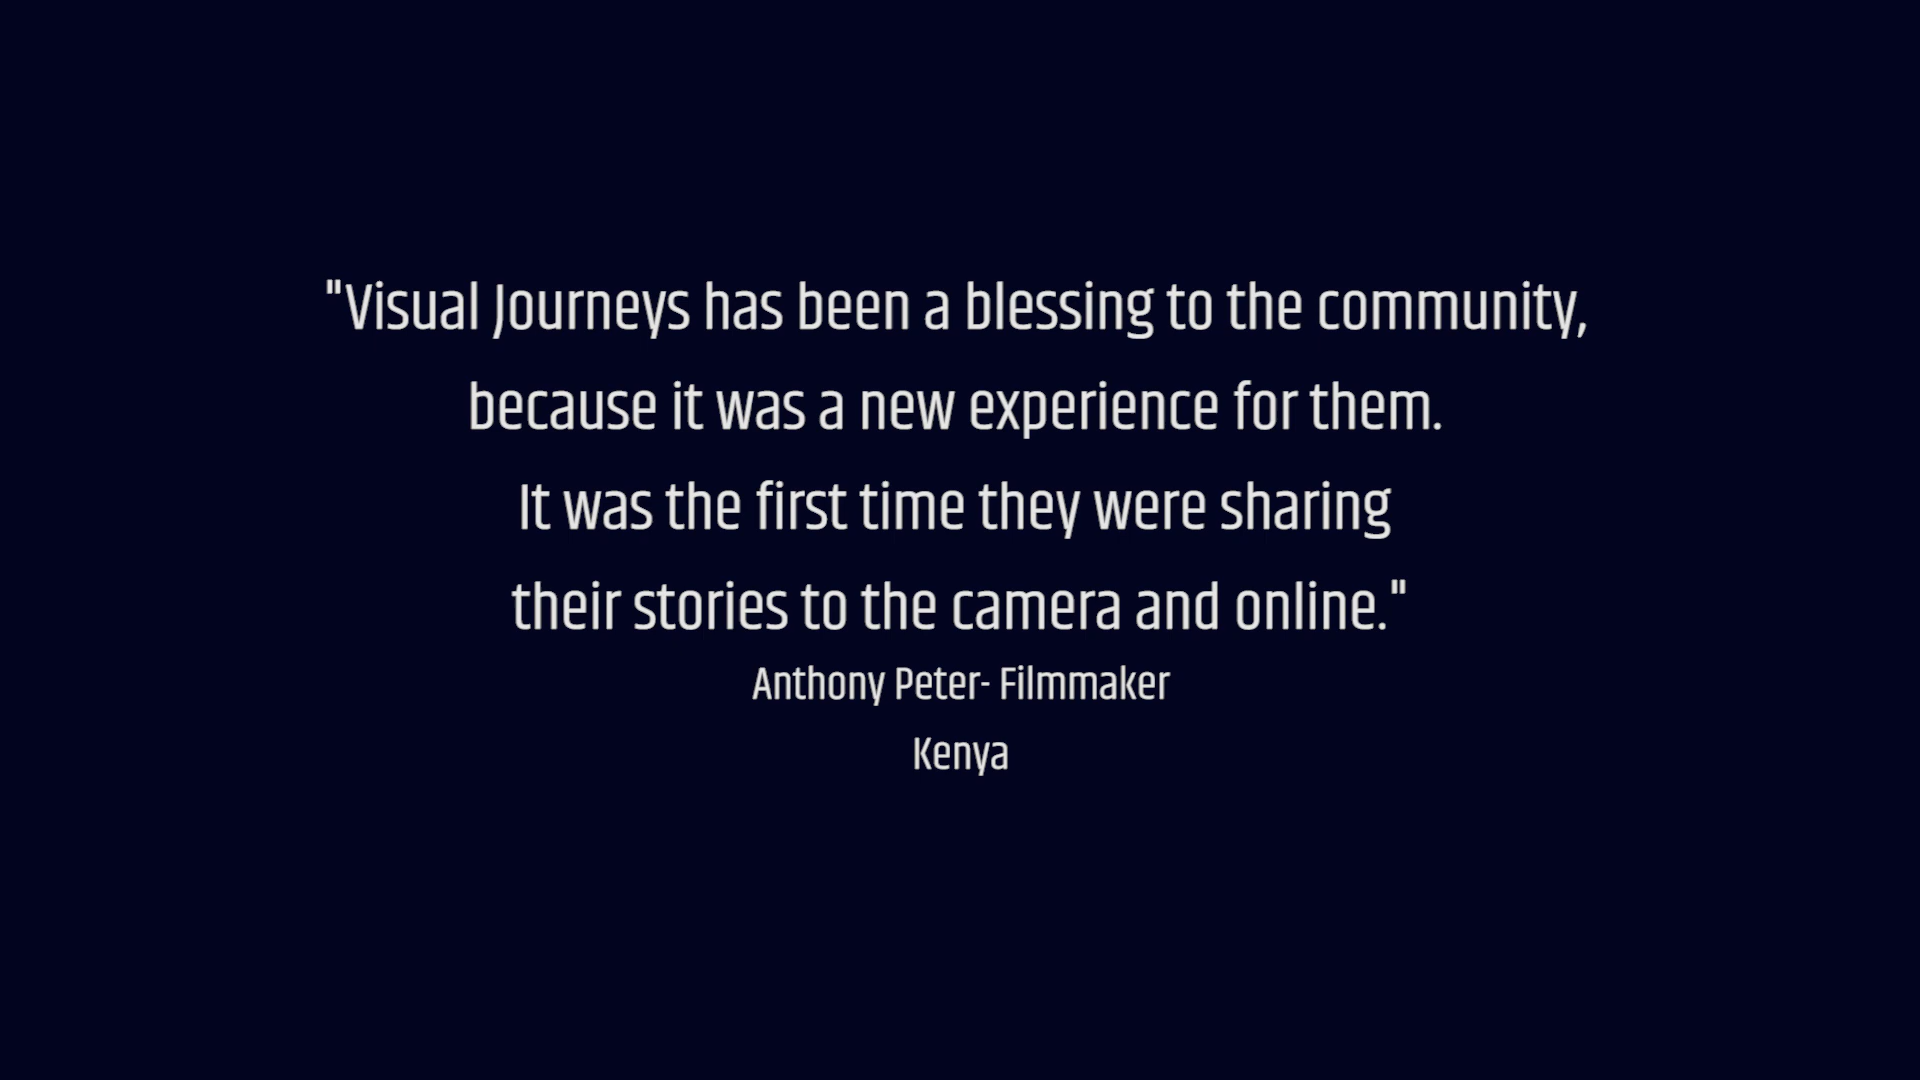 "Visual Journeys has been a blessing to the community,
because it was a new experience for them.
It was the first time they were sharing
their stories to the camera and online."
Anthony Peter- Filmmaker
Kenya